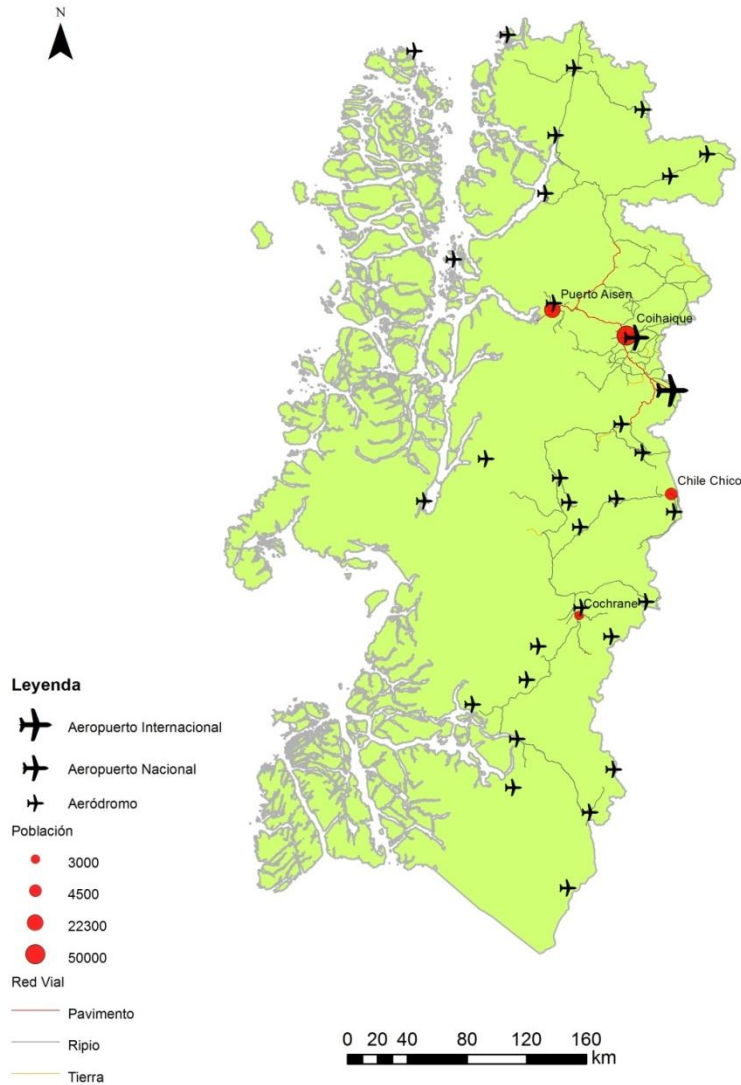 N
Puerto Aisen
Coihaique
Chile Chico
Cochrane
Leyenda
Aeropuerto Internacional
Aeropuerto Nacional
Aeródromo
Población
3000
4500
22300
50000
Red Vial
Pavimento
Ripio
Tierra
0 20 40 80 120 160
km